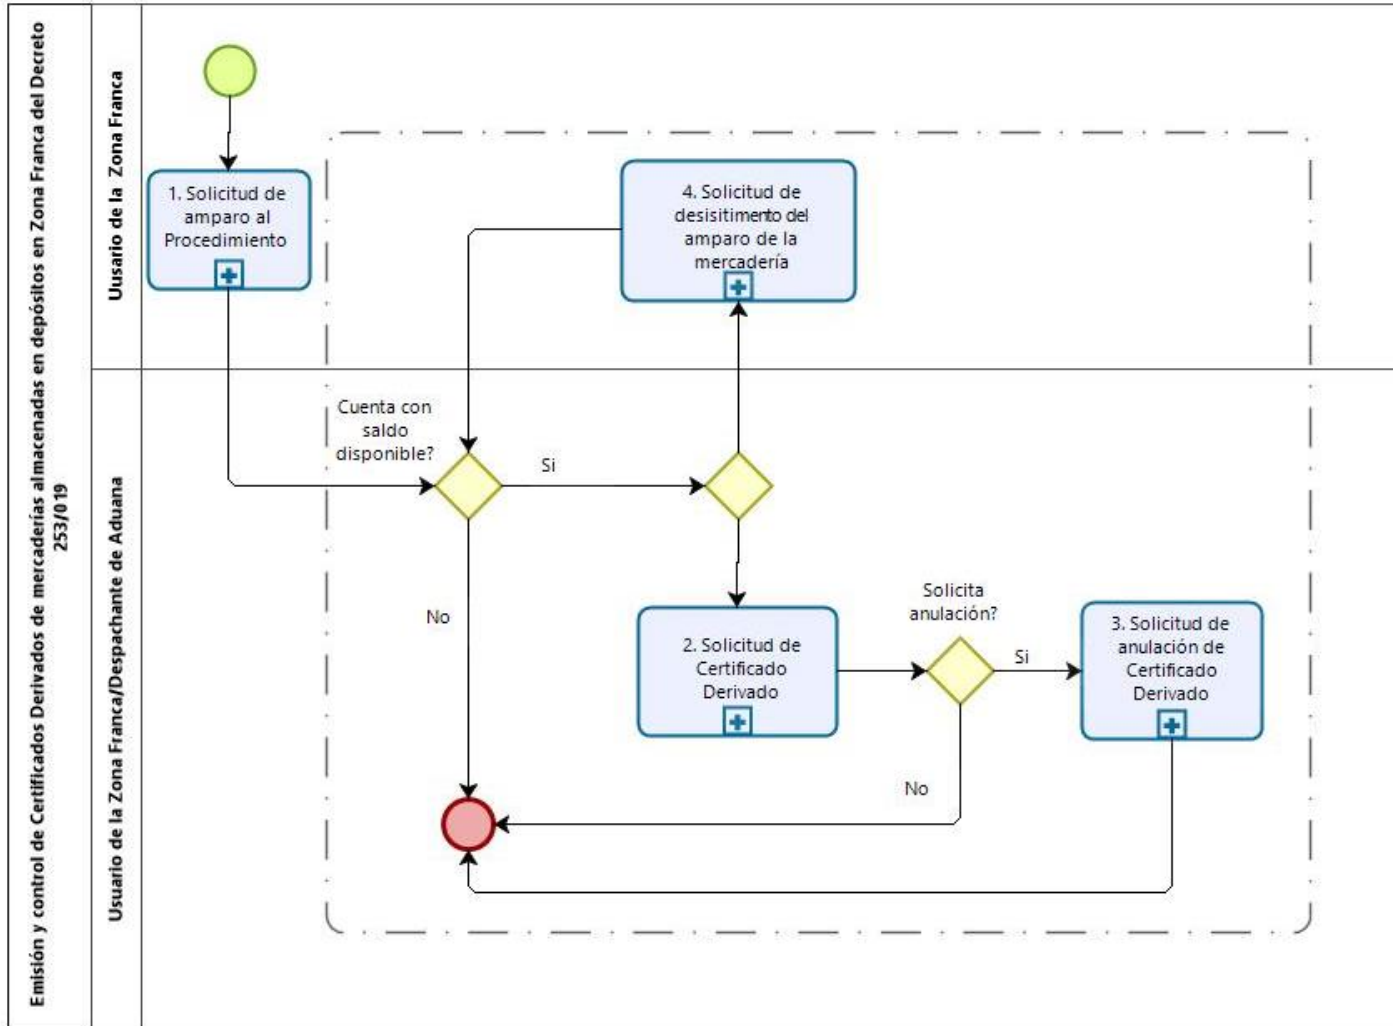 Emisión y control de Certificados Derivados de mercaderías almacenadas en depósitos en Zona Franca del Decreto
253/019
Uusario de la Zona Franca
1. Solicitud de
amparo al
Procedimiento
4. Solicitud de
desisitimento del
amparo de la
mercadería
Usuario de la Zona Franca/Despachante de Aduana
Cuenta con
saldo
disponible?
Si
No
2. Solicitud de
Certificado
Derivado
Solicita
anulación?
Si
No
3. Solicitud de
anulación de
Certificado
Derivado